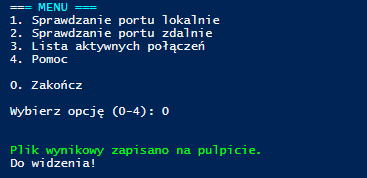 === MENU ===
1. Sprawdzanie portu lokalnie
2. Sprawdzanie portu zdalnie
3. Lista aktywnych połączeń
4. Pomoc
0. Zakończ
Wybierz opcję (0-4): 0
Plik wynikowy zapisano na pulpicie.
Do widzenia!